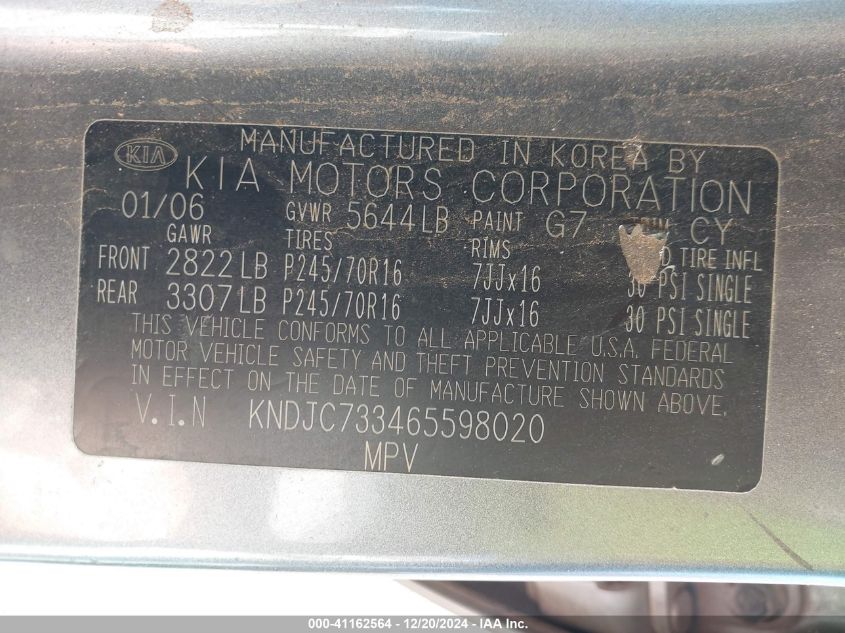 KIA
MANUFACTURED IN KOREA BY
KIA MOTORS CORPORATION
01/06 GVWR 5644LB PAINT G7 CY
GAWR TIRES RIMS TIRE INFL
FRONT 2822LB P245/70R16 7JJx16 30 PSI SINGLE
REAR 3307LB P245/70R16 7JJx16 30 PSI SINGLE
THIS VEHICLE CONFORMS TO ALL APPLICABLE U.S.A. FEDERAL
MOTOR VEHICLE SAFETY AND THEFT PREVENTION STANDARDS
IN EFFECT ON THE DATE OF MANUFACTURE SHOWN ABOVE.
V.I.N KNDJC733465598020
MPV
000-41162564 - 12/20/2024 - IAA Inc.